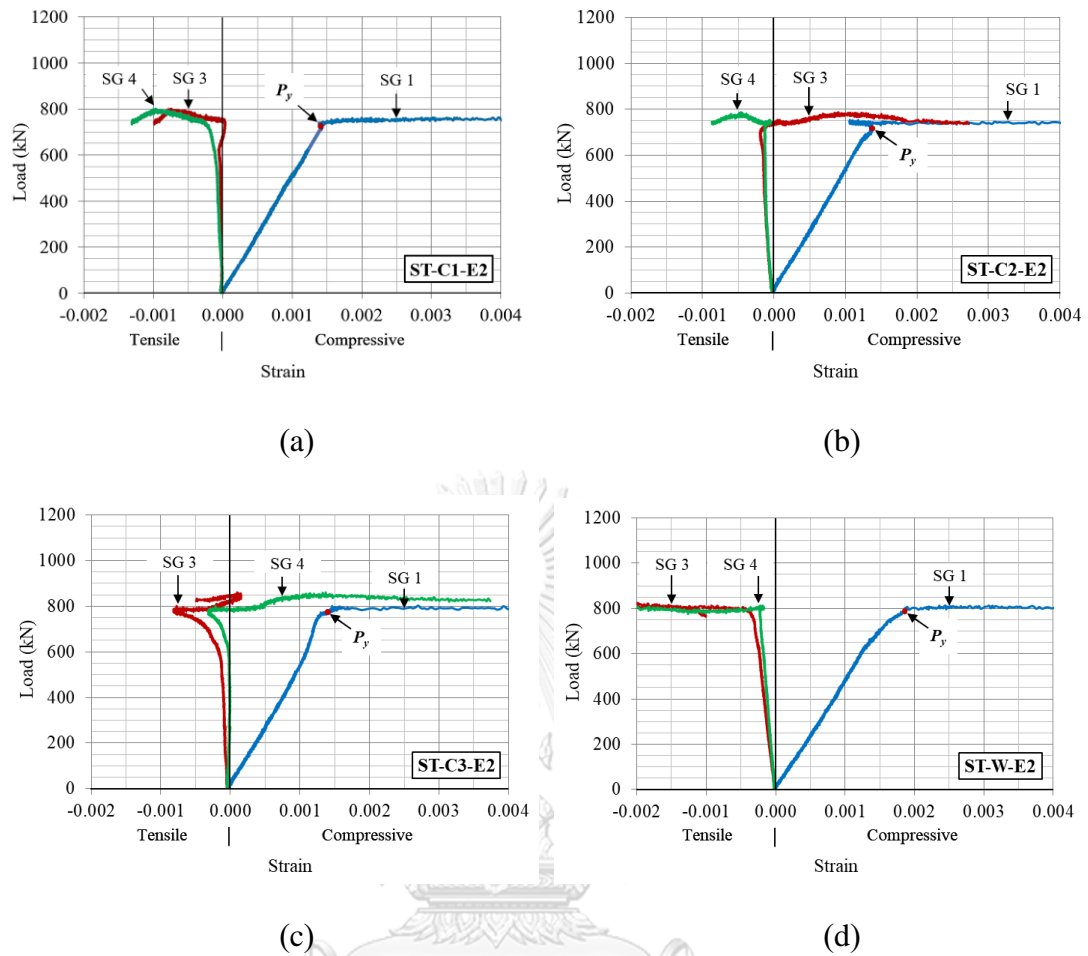 1200
1000
800
600
400
200
0
Load (kN)
SG 4
SG 3
SG 1
Py
ST-C1-E2
-0.002 -0.001 0.000 0.001 0.002 0.003 0.004
Tensile | Compressive
Strain
(a)
1200
1000
800
600
400
200
0
Load (kN)
SG 4
SG 3
SG 1
Py
ST-C2-E2
-0.002 -0.001 0.000 0.001 0.002 0.003 0.004
Tensile | Compressive
Strain
(b)
1200
1000
800
600
400
200
0
Load (kN)
SG 3
SG 4
SG 1
Py
ST-C3-E2
-0.002 -0.001 0.000 0.001 0.002 0.003 0.004
Tensile | Compressive
Strain
(c)
1200
1000
800
600
400
200
0
Load (kN)
SG 3
SG 4
SG 1
Py
ST-W-E2
-0.002 -0.001 0.000 0.001 0.002 0.003 0.004
Tensile | Compressive
Strain
(d)